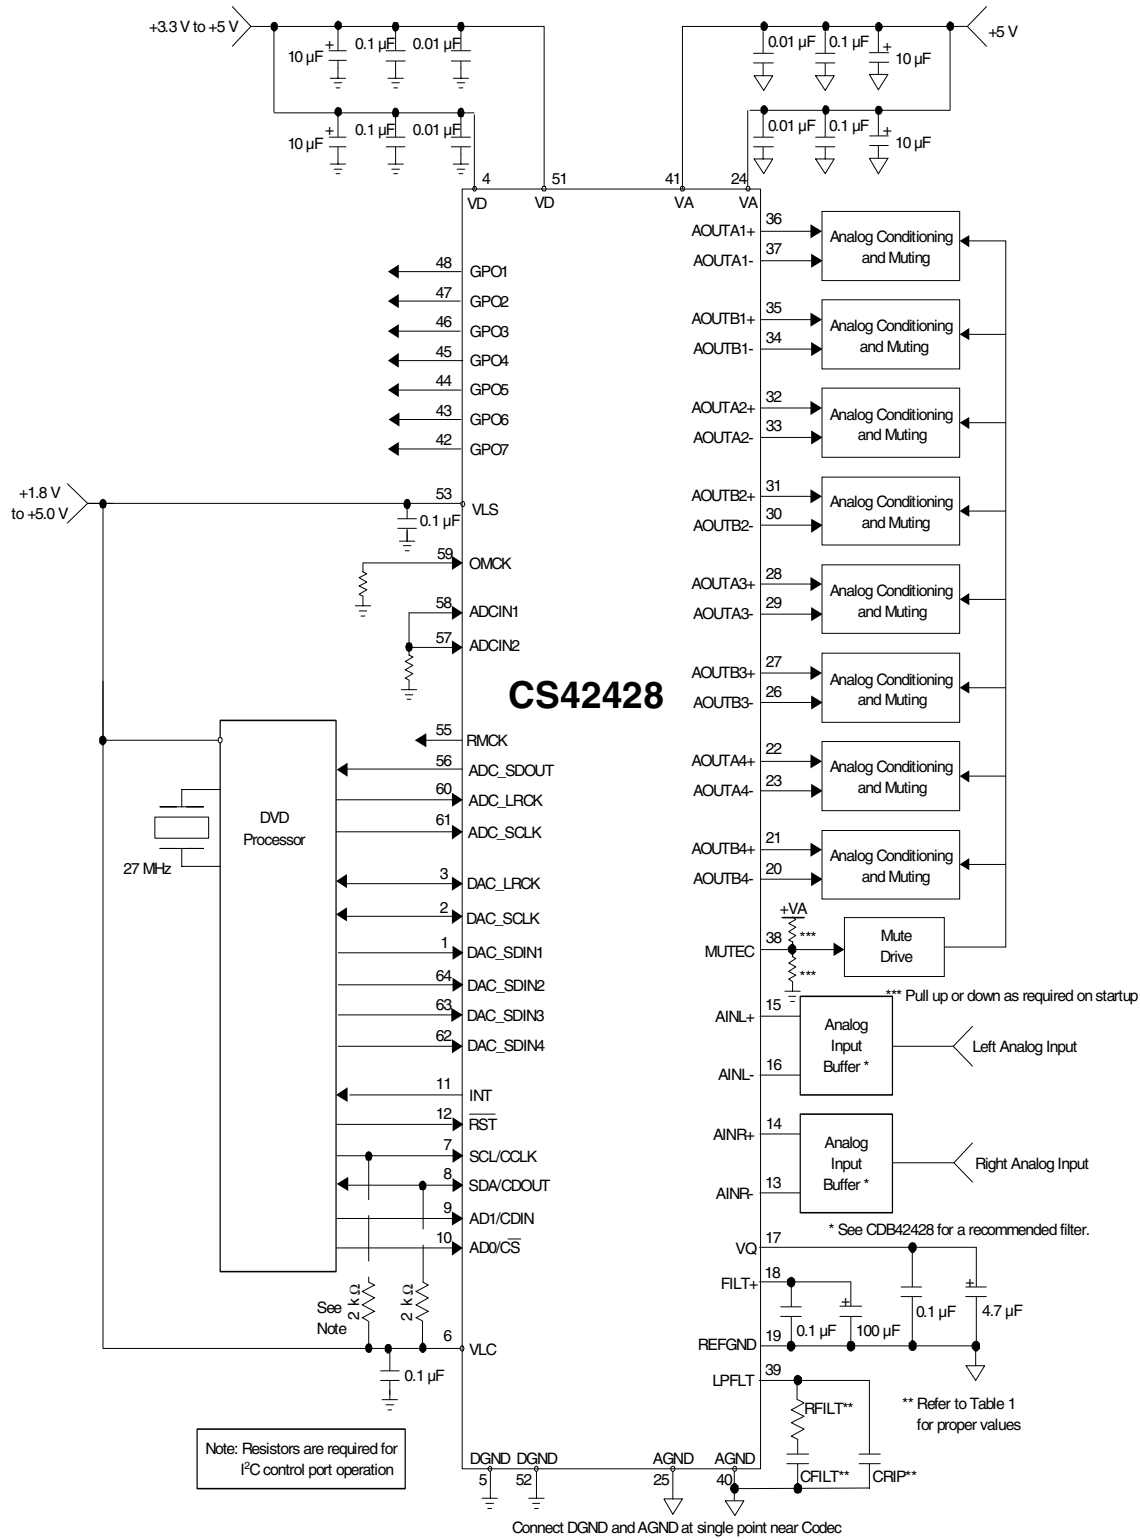 +3.3 V to +5 V
10 µF
+
0.1 µF
0.01 µF
10 µF
+
0.1 µF
0.01 µF
+5 V
0.01 µF
0.1 µF
+
10 µF
0.01 µF
0.1 µF
+
10 µF
4
51
41
24
VD
VD
VA
VA
48
GPO1
47
GPO2
46
GPO3
45
GPO4
44
GPO5
43
GPO6
42
GPO7
+1.8 V
to +5.0 V
53
VLS
0.1 µF
59
OMCK
58
ADCIN1
57
ADCIN2
CS42428
55
RMCK
56
ADC_SDOUT
60
ADC_LRCK
61
ADC_SCLK
3
DAC_LRCK
2
DAC_SCLK
1
DAC_SDIN1
64
DAC_SDIN2
63
DAC_SDIN3
62
DAC_SDIN4
11
INT
12
RST
7
SCL/CCLK
8
SDA/CDOUT
9
AD1/CDIN
10
AD0/CS
DVD
Processor
27 MHz
See
Note
2 kΩ
2 kΩ
6
VLC
0.1 µF
Note: Resistors are required for
I²C control port operation
AOUTA1+
36
AOUTA1-
37
Analog Conditioning
and Muting
AOUTB1+
35
AOUTB1-
34
Analog Conditioning
and Muting
AOUTA2+
32
AOUTA2-
33
Analog Conditioning
and Muting
AOUTB2+
31
AOUTB2-
30
Analog Conditioning
and Muting
AOUTA3+
28
AOUTA3-
29
Analog Conditioning
and Muting
AOUTB3+
27
AOUTB3-
26
Analog Conditioning
and Muting
AOUTA4+
22
AOUTA4-
23
Analog Conditioning
and Muting
AOUTB4+
21
AOUTB4-
20
Analog Conditioning
and Muting
+VA
***
MUTEC
38
***
Mute
Drive
*** Pull up or down as required on startup
AINL+
15
AINL-
16
Analog
Input
Buffer *
Left Analog Input
AINR+
14
AINR-
13
Analog
Input
Buffer *
Right Analog Input
* See CDB42428 for a recommended filter.
VQ
17
FILT+
18
0.1 µF
+
100 µF
0.1 µF
+
4.7 µF
REFGND
19
LPFLT
39
RFILT**
CFILT**
CRIP**
** Refer to Table 1
for proper values
DGND
DGND
AGND
AGND
5
52
25
40
Connect DGND and AGND at single point near Codec